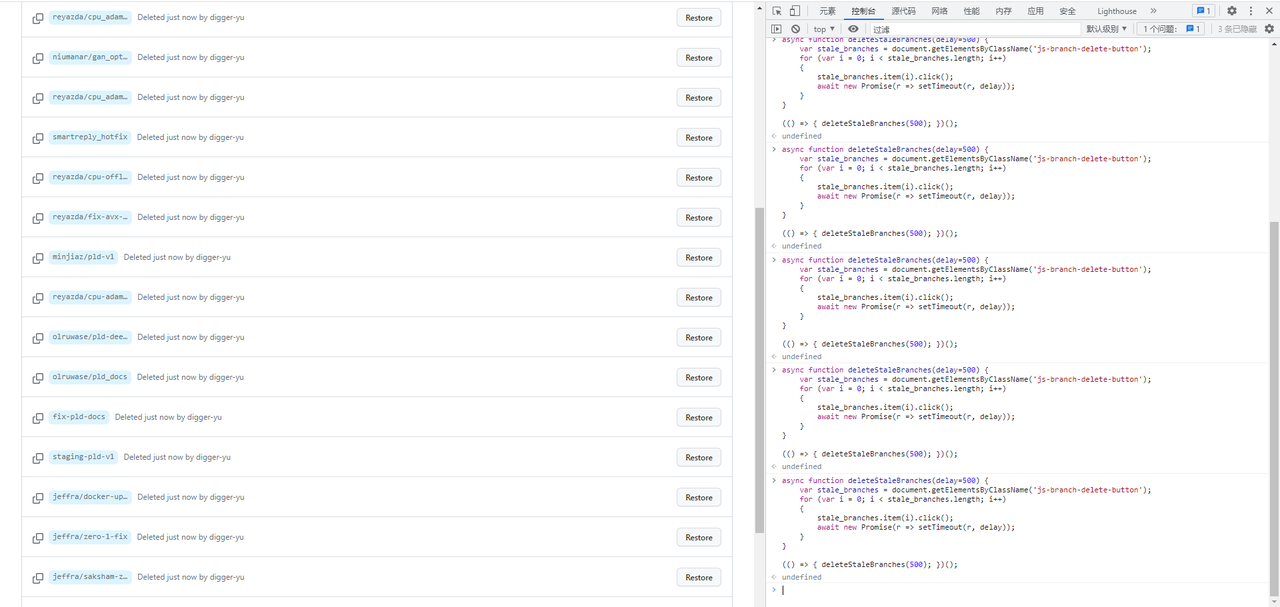 reyazda/cpu_adam… Deleted just now by digger-yu Restore
niumanar/gan_opt… Deleted just now by digger-yu Restore
reyazda/cpu_adam… Deleted just now by digger-yu Restore
smartreply_hotfix Deleted just now by digger-yu Restore
reyazda/cpu-offl… Deleted just now by digger-yu Restore
reyazda/fix-avx-… Deleted just now by digger-yu Restore
minjiaz/pld-v1 Deleted just now by digger-yu Restore
reyazda/cpu-adam… Deleted just now by digger-yu Restore
olruwase/pld-dee… Deleted just now by digger-yu Restore
olruwase/pld_docs Deleted just now by digger-yu Restore
fix-pld-docs Deleted just now by digger-yu Restore
staging-pld-v1 Deleted just now by digger-yu Restore
jeffra/docker-up… Deleted just now by digger-yu Restore
jeffra/zero-1-fix Deleted just now by digger-yu Restore
jeffra/saksham-z… Deleted just now by digger-yu Restore
元素 控制台 源代码 网络 性能 内存 应用 安全 Lighthouse » 1
top ▼ 过滤 默认级别 ▼ 1 个问题: 1 3 条已隐藏
> async function deleteStaleBranches(delay=500) {
var stale_branches = document.getElementsByClassName('js-branch-delete-button');
for (var i = 0; i < stale_branches.length; i++)
{
stale_branches.item(i).click();
await new Promise(r => setTimeout(r, delay));
}
}
(() => { deleteStaleBranches(500); })();
undefined
> async function deleteStaleBranches(delay=500) {
var stale_branches = document.getElementsByClassName('js-branch-delete-button');
for (var i = 0; i < stale_branches.length; i++)
{
stale_branches.item(i).click();
await new Promise(r => setTimeout(r, delay));
}
}
(() => { deleteStaleBranches(500); })();
undefined
> async function deleteStaleBranches(delay=500) {
var stale_branches = document.getElementsByClassName('js-branch-delete-button');
for (var i = 0; i < stale_branches.length; i++)
{
stale_branches.item(i).click();
await new Promise(r => setTimeout(r, delay));
}
}
(() => { deleteStaleBranches(500); })();
undefined
> async function deleteStaleBranches(delay=500) {
var stale_branches = document.getElementsByClassName('js-branch-delete-button');
for (var i = 0; i < stale_branches.length; i++)
{
stale_branches.item(i).click();
await new Promise(r => setTimeout(r, delay));
}
}
(() => { deleteStaleBranches(500); })();
undefined
> async function deleteStaleBranches(delay=500) {
var stale_branches = document.getElementsByClassName('js-branch-delete-button');
for (var i = 0; i < stale_branches.length; i++)
{
stale_branches.item(i).click();
await new Promise(r => setTimeout(r, delay));
}
}
(() => { deleteStaleBranches(500); })();
undefined
>